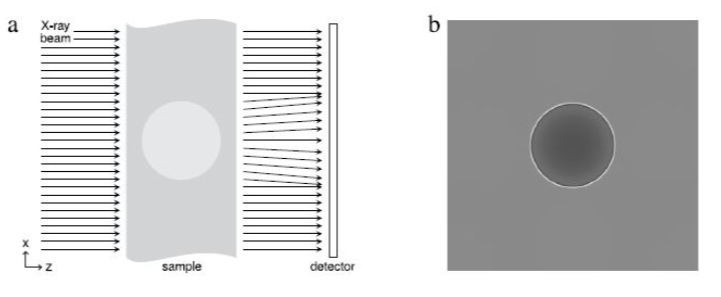 a
X-ray
beam
x
z
sample
detector
b